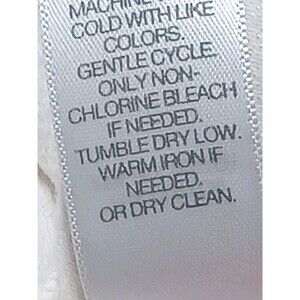 MACHINE
COLD WITH LIKE
COLORS.
GENTLE CYCLE.
ONLY NON-
CHLORINE BLEACH
IF NEEDED.
TUMBLE DRY LOW.
WARM IRON IF
NEEDED.
OR DRY CLEAN.